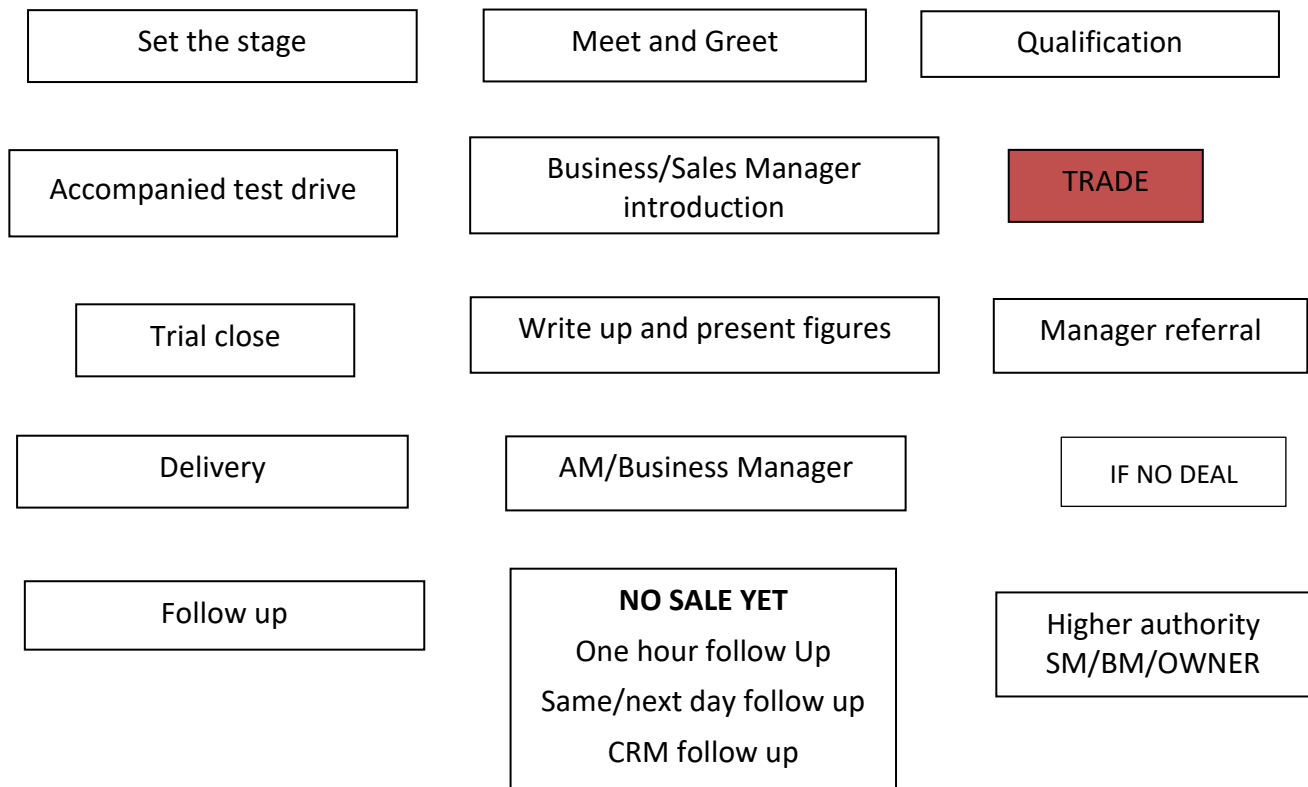 Set the stage
Meet and Greet
Qualification
Accompanied test drive
Business/Sales Manager
introduction
TRADE
Trial close
Write up and present figures
Manager referral
Delivery
AM/Business Manager
IF NO DEAL
Follow up
NO SALE YET
One hour follow Up
Same/next day follow up
CRM follow up
Higher authority
SM/BM/OWNER